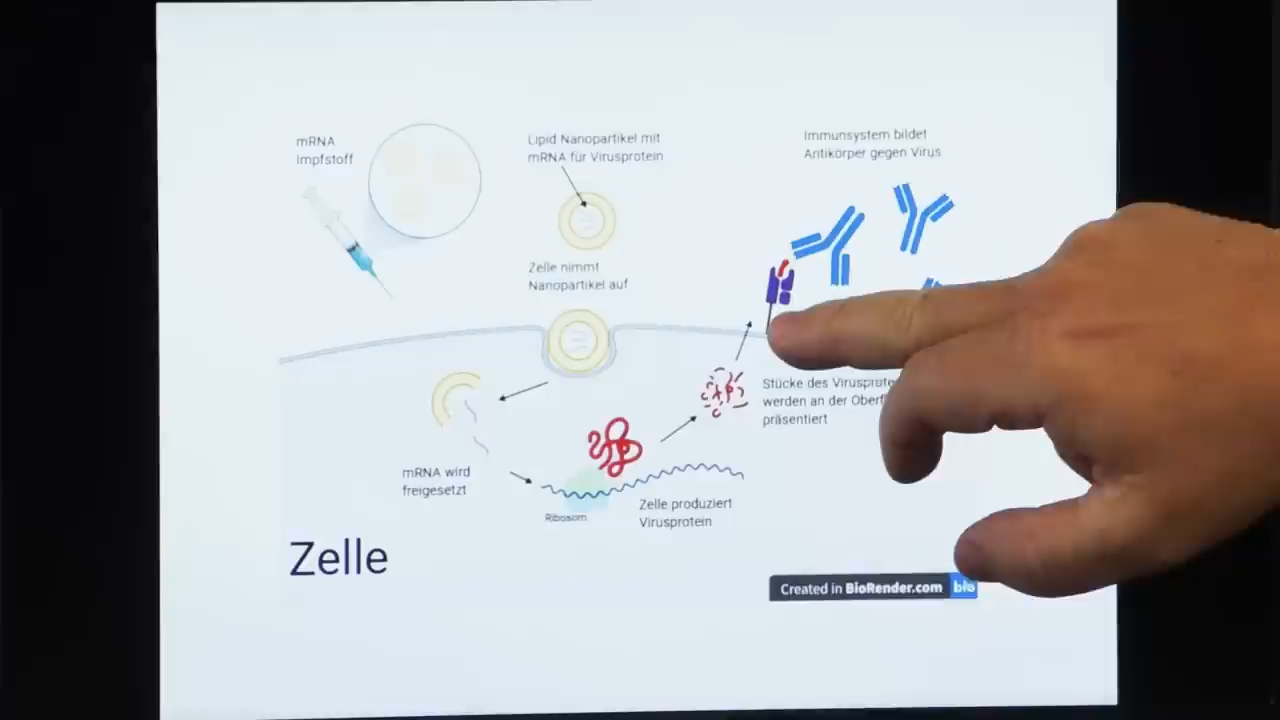 mRNA
Impfstoff
Lipid Nanopartikel mit
mRNA für Virusprotein
Immunsystem bildet
Antikörper gegen Virus
Zelle nimmt
Nanopartikel auf
Stücke des
werden an der
präsentiert
mRNA wird
freigesetzt
Ribosom
Zelle produziert
Virusprotein
Zelle
Created in BioRender.com bio